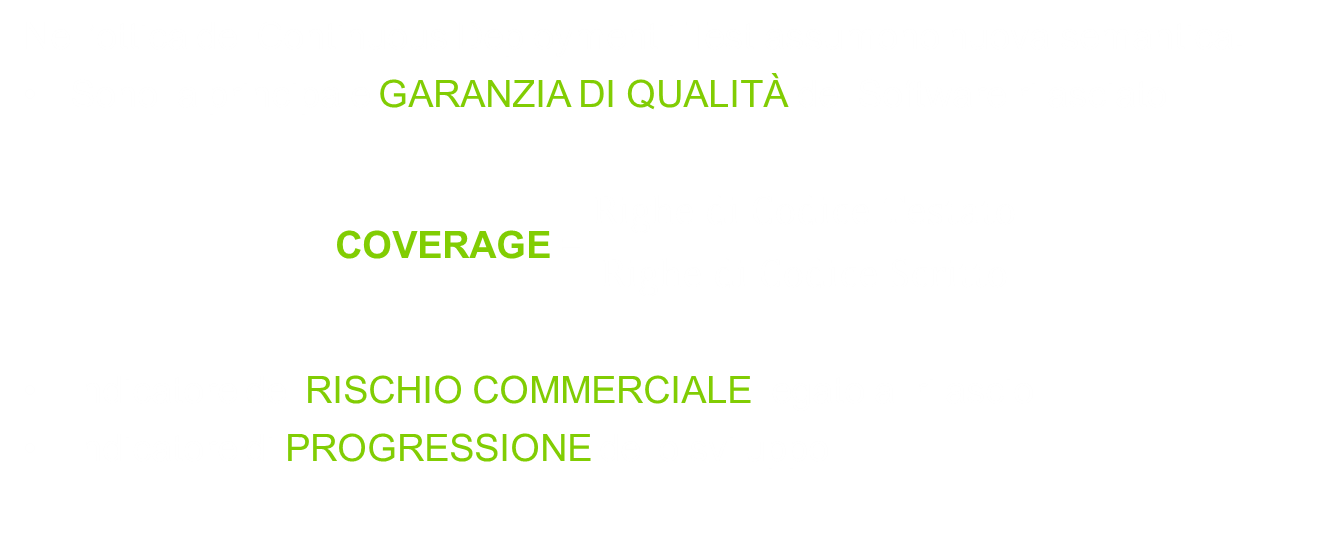 GARANZIA DI QUALITÀ
COVERAGE
RISCHIO COMMERCIALE
PROGRESSIONE